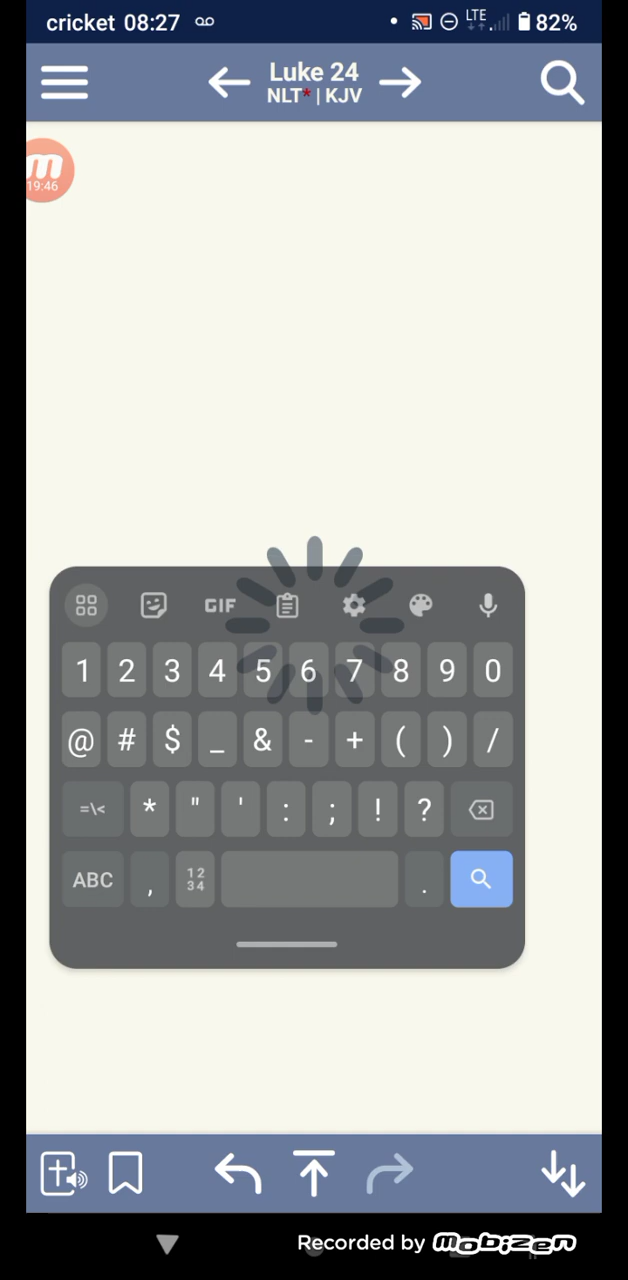 cricket 08:27
LTE
82%
Luke 24
NLT* | KJV
m
19:46
GIF
1 2 3 4 5 6 7 8 9 0
@ # $ _ & - + ( ) /
=\< * " ' : ; ! ?
ABC , 12 34 .
Recorded by mobizen